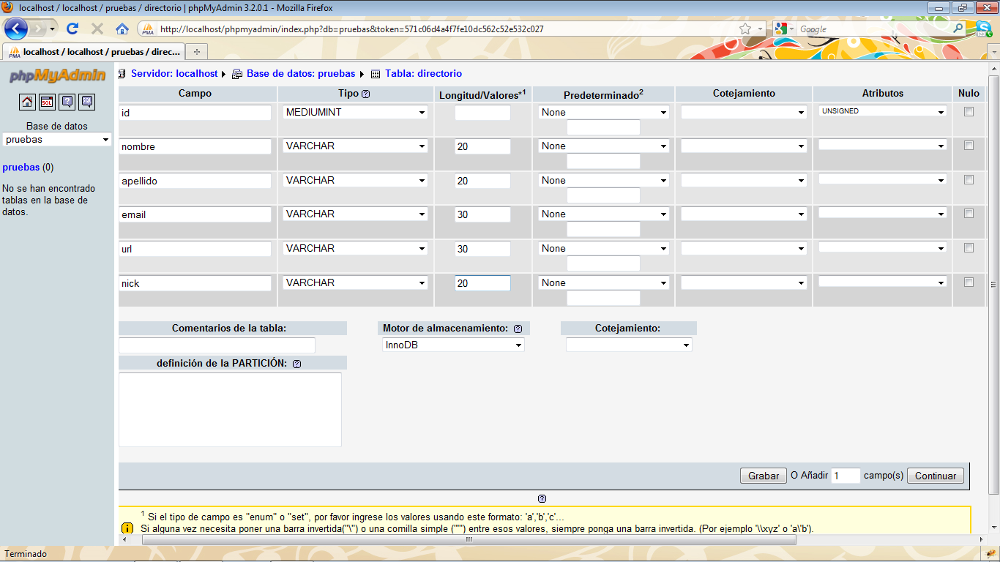 localhost / localhost / pruebas / directorio | phpMyAdmin 3.2.0.1 - Mozilla Firefox
http://localhost/phpmyadmin/index.php?db=pruebas&token=571c06d4a4f7fe10dc562c52e532c027
Google
PMA localhost / localhost / pruebas / direc...
phpMyAdmin
SQL
Base de datos
pruebas
pruebas (0)
No se han encontrado
tablas en la base de
datos.
Servidor: localhost Base de datos: pruebas Tabla: directorio
Campo Tipo Longitud/Valores*1 Predeterminado2 Cotejamiento Atributos Nulo
id MEDIUMINT None UNSIGNED
nombre VARCHAR 20 None
apellido VARCHAR 20 None
email VARCHAR 30 None
url VARCHAR 30 None
nick VARCHAR 20 None
Comentarios de la tabla: Motor de almacenamiento: Cotejamiento:
InnoDB
definición de la PARTICIÓN:
Grabar O Añadir 1 campo(s) Continuar
1 Si el tipo de campo es "enum" o "set", por favor ingrese los valores usando este formato: 'a','b','c'...
Si alguna vez necesita poner una barra invertida("\") o una comilla simple ("'") entre esos valores, siempre ponga una barra invertida. (Por ejemplo '\\xyz' o 'a\'b').
Terminado